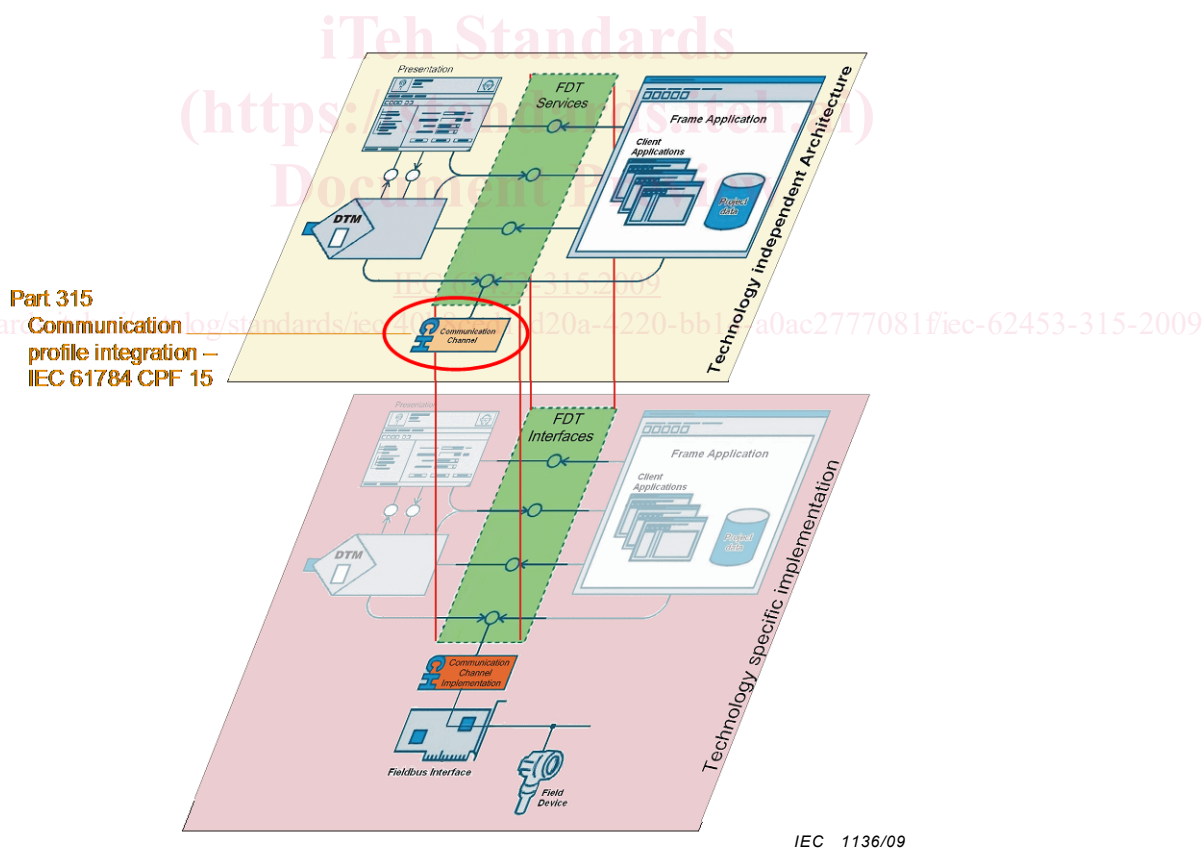 iTeh Standards
(https://standards.iteh.ai)
Document Preview
IEC 62453-315:2009
Presentation
FDT
Services
Frame Application
Client
Applications
Project
data
DTM
Technology independent Architecture
Part 315
Communication
profile integration –
IEC 61784 CPF 15
CH
Communication
Channel
Presentation
FDT
Interfaces
Frame Application
Client
Applications
Project
data
DTM
Technology specific implementation
CH
Communication
Channel
Implementation
Fieldbus Interface
Field
Device
IEC 1136/09